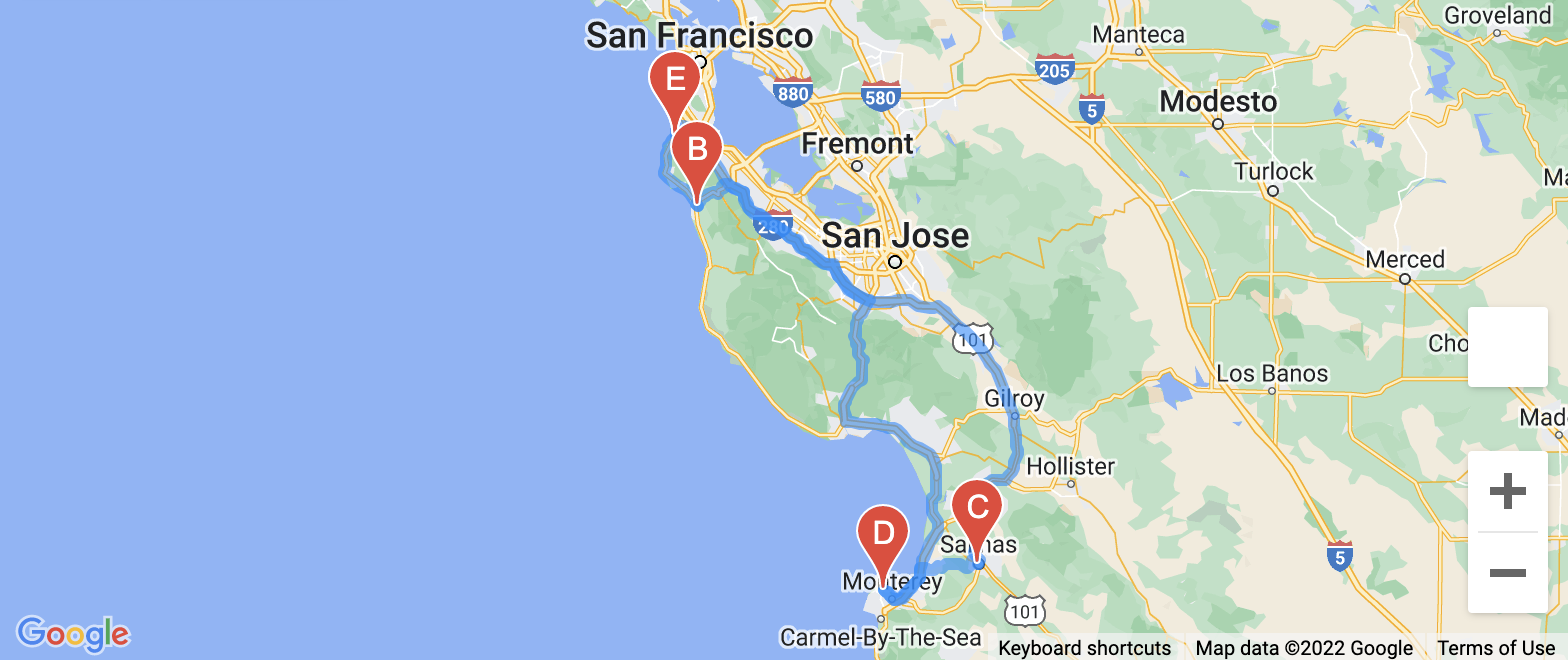 Groveland
San Francisco
Manteca
E
205
880
580
5
Modesto
B
Fremont
Turlock
Ma
280
San Jose
Merced
101
Cho
Los Banos
Gilroy
Mad
Hollister
C
D
Salinas
5
Monterey
101
Carmel-By-The-Sea
Google
Keyboard shortcuts
Map data ©2022 Google
Terms of Use